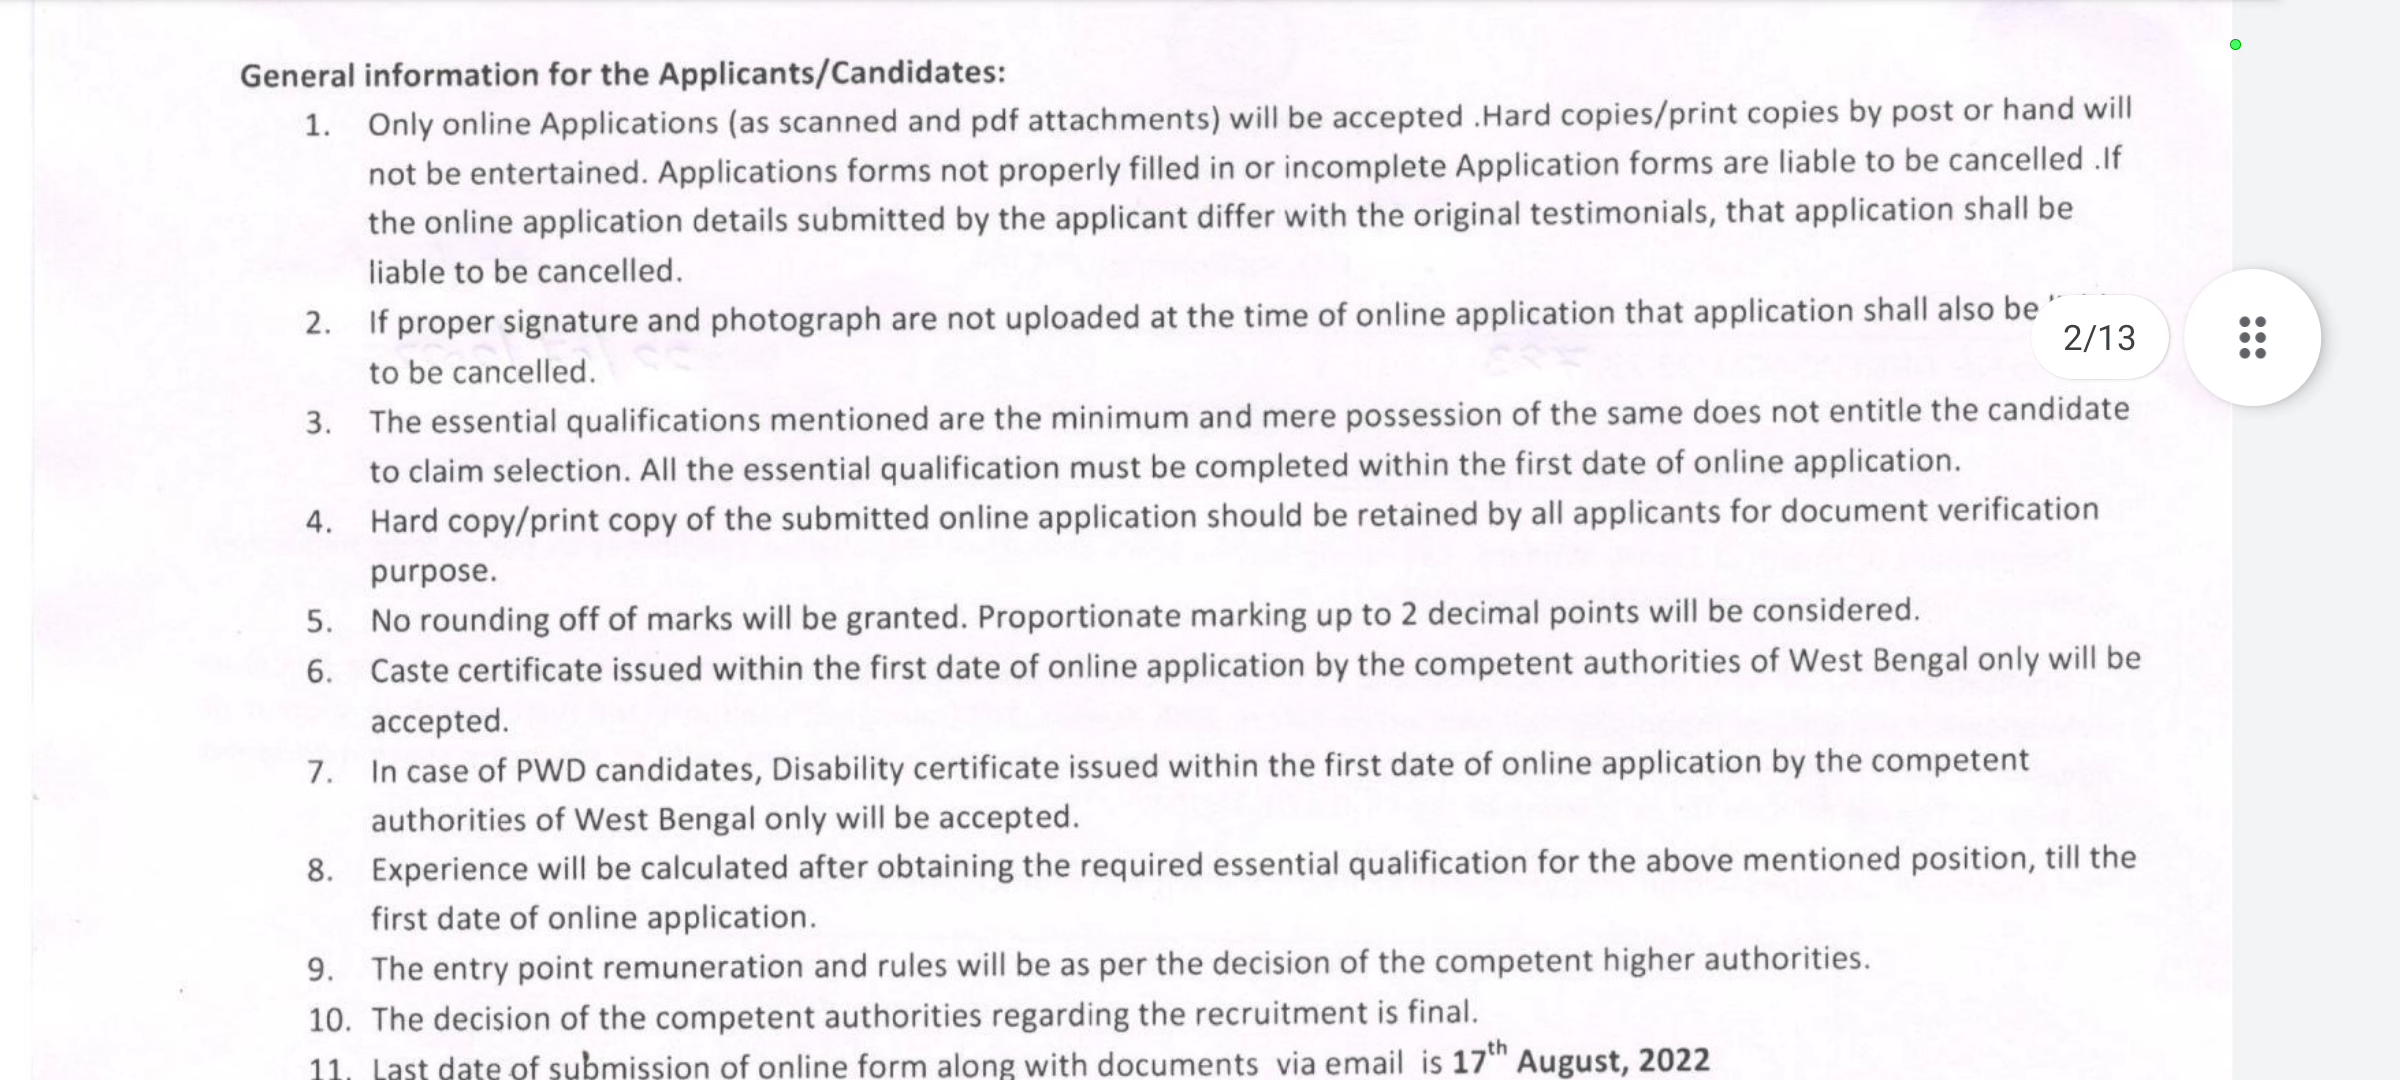 General information for the Applicants/Candidates:
1. Only online Applications (as scanned and pdf attachments) will be accepted .Hard copies/print copies by post or hand will
not be entertained. Applications forms not properly filled in or incomplete Application forms are liable to be cancelled .If
the online application details submitted by the applicant differ with the original testimonials, that application shall be
liable to be cancelled.
2. If proper signature and photograph are not uploaded at the time of online application that application shall also be
2/13
to be cancelled.
3. The essential qualifications mentioned are the minimum and mere possession of the same does not entitle the candidate
to claim selection. All the essential qualification must be completed within the first date of online application.
4. Hard copy/print copy of the submitted online application should be retained by all applicants for document verification
purpose.
5. No rounding off of marks will be granted. Proportionate marking up to 2 decimal points will be considered.
6. Caste certificate issued within the first date of online application by the competent authorities of West Bengal only will be
accepted.
7. In case of PWD candidates, Disability certificate issued within the first date of online application by the competent
authorities of West Bengal only will be accepted.
8. Experience will be calculated after obtaining the required essential qualification for the above mentioned position, till the
first date of online application.
9. The entry point remuneration and rules will be as per the decision of the competent higher authorities.
10. The decision of the competent authorities regarding the recruitment is final.
11. Last date of submission of online form along with documents via email is 17th August, 2022